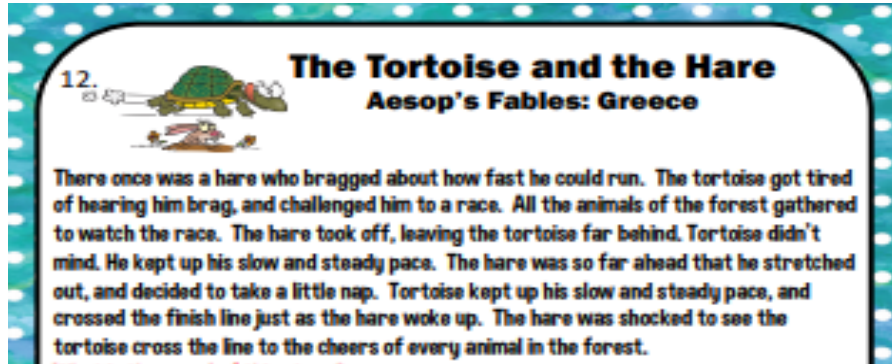 12.
The Tortoise and the Hare
Aesop's Fables: Greece
There once was a hare who bragged about how fast he could run. The tortoise got tired
of hearing him brag, and challenged him to a race. All the animals of the forest gathered
to watch the race. The hare took off, leaving the tortoise far behind. Tortoise didn't
mind. He kept up his slow and steady pace. The hare was so far ahead that he stretched
out, and decided to take a little nap. Tortoise kept up his slow and steady pace, and
crossed the finish line just as the hare woke up. The hare was shocked to see the
tortoise cross the line to the cheers of every animal in the forest.